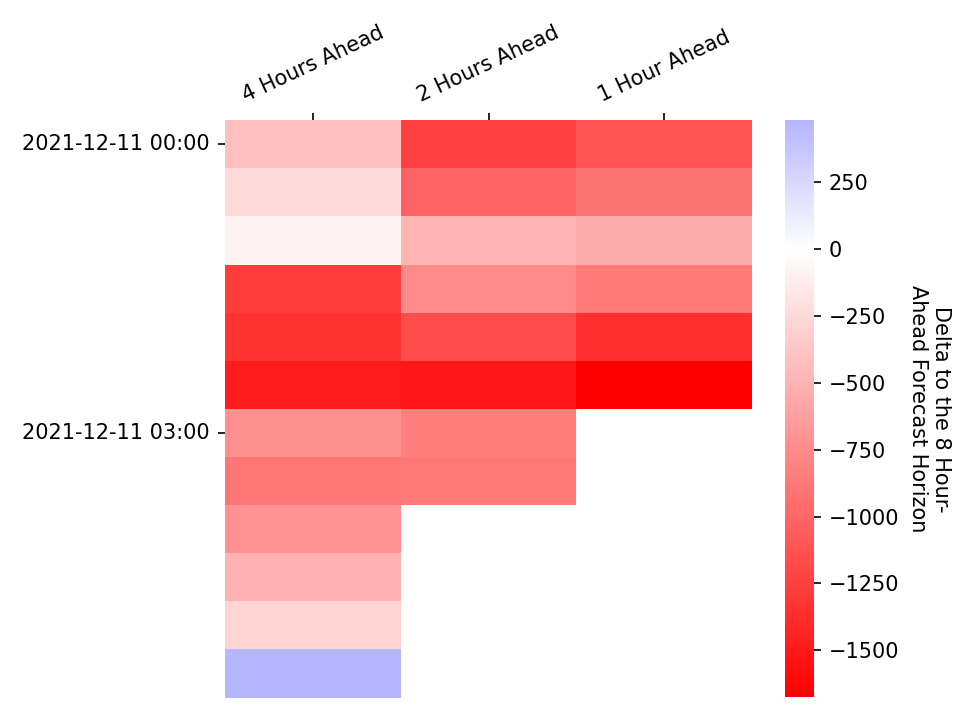 4 Hours Ahead
2 Hours Ahead
1 Hour Ahead
2021-12-11 00:00
2021-12-11 03:00
250
0
−250
−500
−750
−1000
−1250
−1500
Delta to the 8 Hour-
Ahead Forecast Horizon